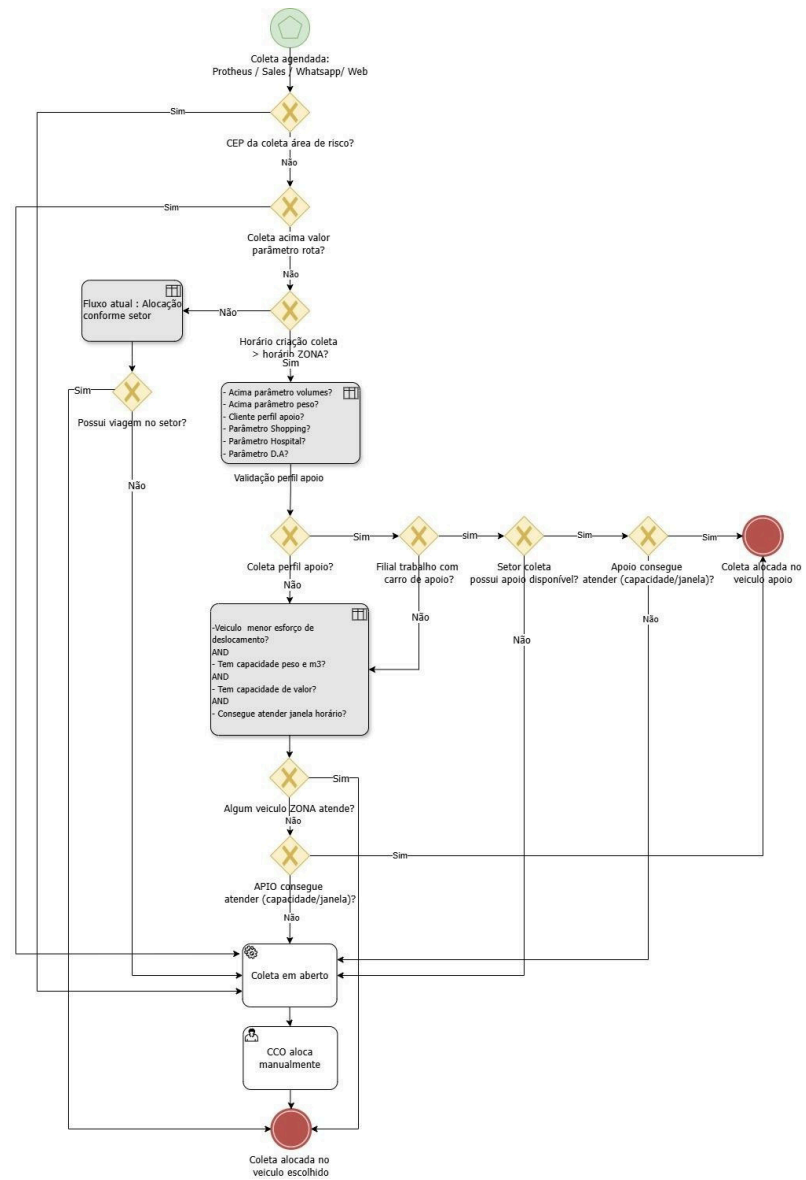 Coleta agendada:
Protheus / Sales / Whatsapp/ Web
Sim
CEP da coleta área de risco?
Não
Sim
Coleta acima valor
parâmetro rota?
Não
Fluxo atual : Alocação
conforme setor
Não
Horário criação coleta
> horário ZONA?
Sim
Sim
Possui viagem no setor?
Não
- Acima parâmetro volumes?
- Acima parâmetro peso?
- Cliente perfil apoio?
- Parâmetro Shopping?
- Parâmetro Hospital?
- Parâmetro D.A?
Validação perfil apoio
Coleta perfil apoio?
Sim
Não
Filial trabalho com
carro de apoio?
sim
Não
Setor coleta
possui apoio disponível?
Sim
Não
Apoio consegue
atender (capacidade/janela)?
Sim
Não
Coleta alocada no
veiculo apoio
-Veiculo menor esforço de
deslocamento?
AND
- Tem capacidade peso e m3?
AND
- Tem capacidade de valor?
AND
- Consegue atender janela horário?
Sim
Algum veiculo ZONA atende?
Não
Sim
APIO consegue
atender (capacidade/janela)?
Não
Coleta em aberto
CCO aloca
manualmente
Coleta alocada no
veiculo escolhido